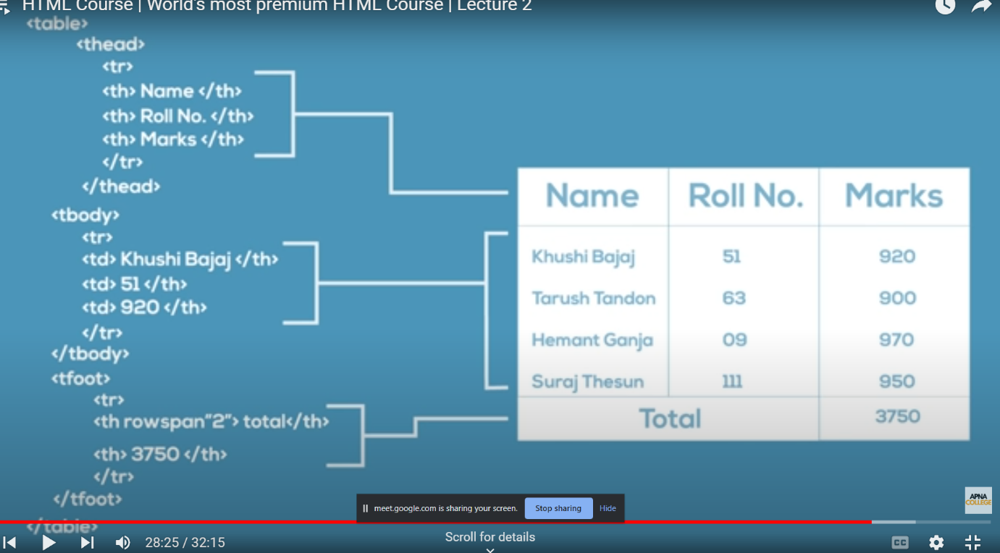 HTML Course | World's most premium HTML Course | Lecture 2
<table>
<thead>
<tr>
<th> Name </th>
<th> Roll No. </th>
<th> Marks </th>
</tr>
</thead>
<tbody>
<tr>
<td> Khushi Bajaj </th>
<td> 51 </th>
<td> 920 </th>
</tr>
</tbody>
<tfoot>
<tr>
<th rowspan"2"> total</th>
<th> 3750 </th>
</tr>
</tfoot>
</table>
Name Roll No. Marks
Khushi Bajaj 51 920
Tarush Tandon 63 900
Hemant Ganja 09 970
Suraj Thesun 111 950
Total 3750
APNA
COLLEGE
meet.google.com is sharing your screen. Stop sharing Hide
28:25 / 32:15
Scroll for details
CC